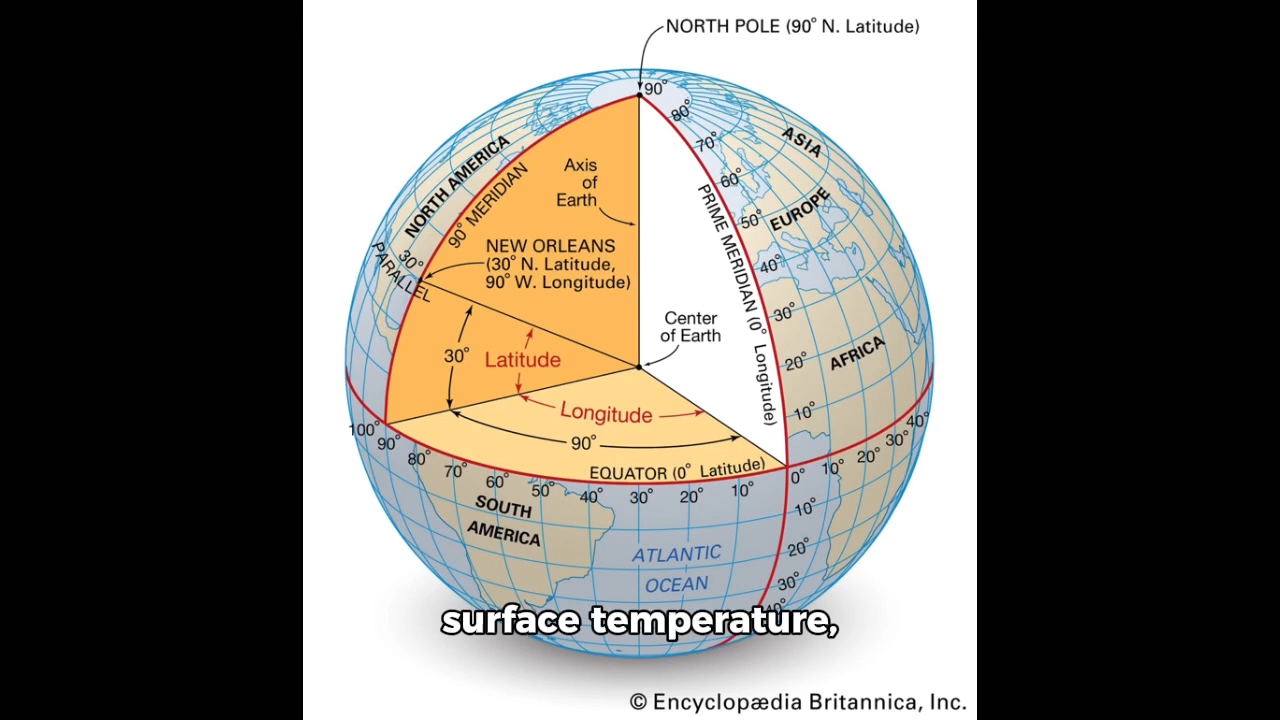 NORTH POLE (90° N. Latitude)
90°
80°
70°
60°
50°
40°
30°
20°
10°
ASIA
EUROPE
AFRICA
NORTH AMERICA
90° MERIDIAN
Axis
of
Earth
PRIME MERIDIAN (0° Longitude)
NEW ORLEANS
(30° N. Latitude,
90° W. Longitude)
30°
PARALLEL
Center
of Earth
30°
Latitude
Longitude
90°
EQUATOR (0° Latitude)
100°
90°
80°
70°
60°
50°
40°
30°
20°
10°
0°
10°
20°
30°
40°
10°
20°
30°
SOUTH
AMERICA
ATLANTIC
OCEAN
surface temperature,
© Encyclopædia Britannica, Inc.